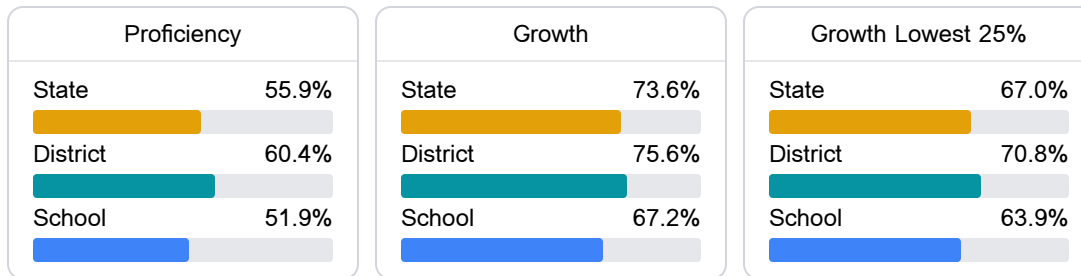 Proficiency
State 55.9%
District 60.4%
School 51.9%
Growth
State 73.6%
District 75.6%
School 67.2%
Growth Lowest 25%
State 67.0%
District 70.8%
School 63.9%